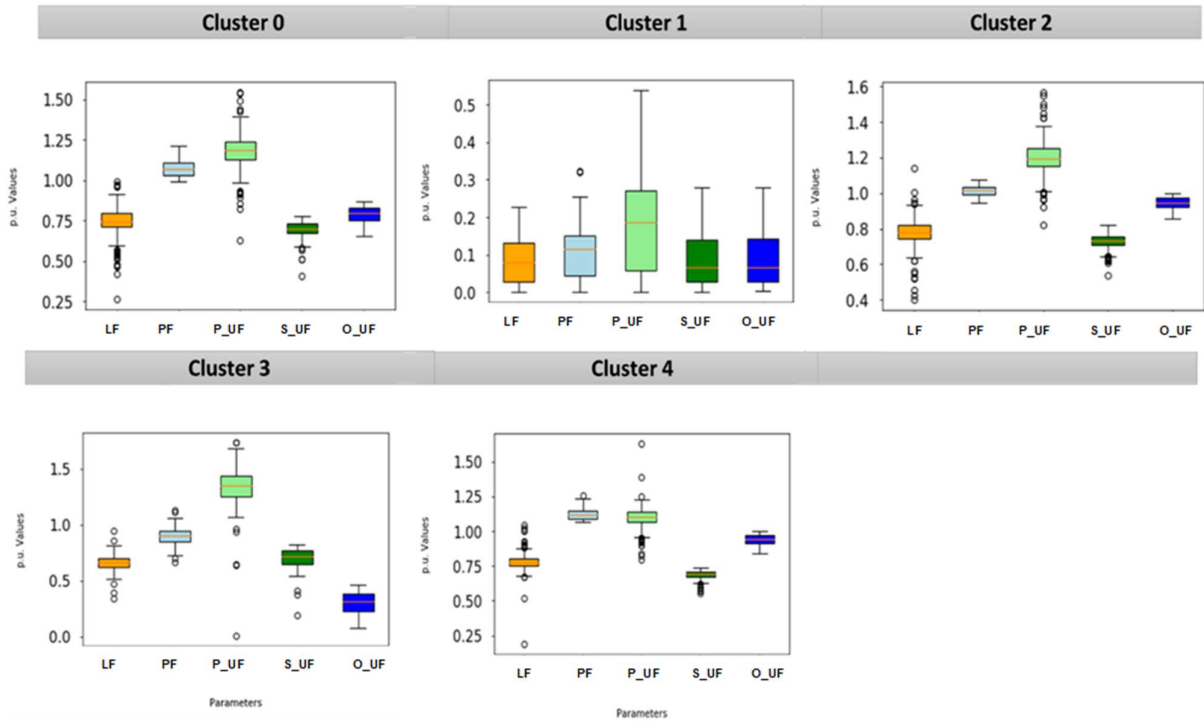 Cluster 0
Cluster 1
Cluster 2
p.u. Values
1.50
1.25
1.00
0.75
0.50
0.25
LF PF P_UF S_UF O_UF
0.5
0.4
0.3
0.2
0.1
0.0
LF PF P_UF S_UF O_UF
p.u. Values
1.6
1.4
1.2
1.0
0.8
0.6
0.4
LF PF P_UF S_UF O_UF
Cluster 3
Cluster 4
p.u. Values
1.5
1.0
0.5
0.0
LF PF P_UF S_UF O_UF
Parameters
p.u. Values
1.50
1.25
1.00
0.75
0.50
0.25
LF PF P_UF S_UF O_UF
Parameters